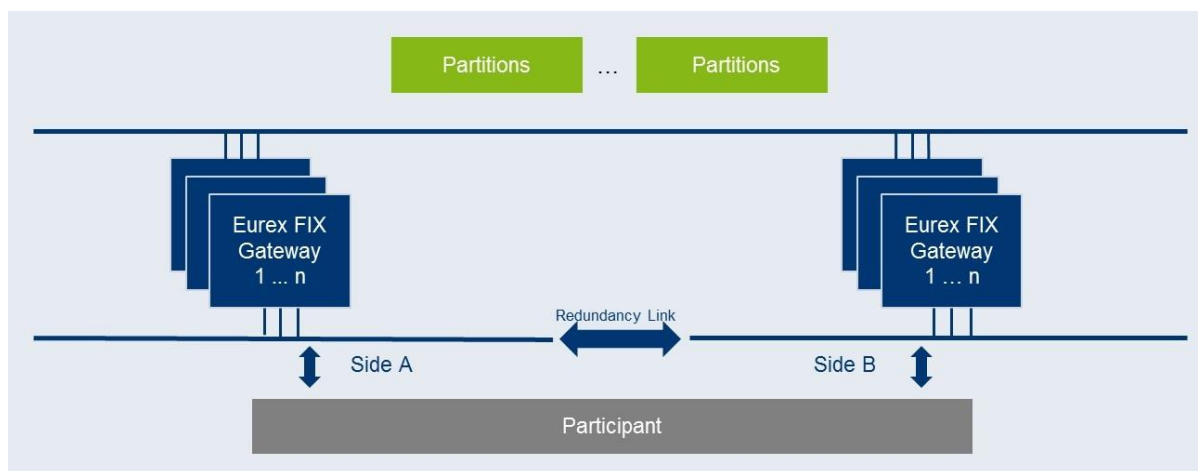 Partitions … Partitions
Eurex FIX
Gateway
1 ... n
Eurex FIX
Gateway
1 … n
Redundancy Link
Side A
Side B
Participant